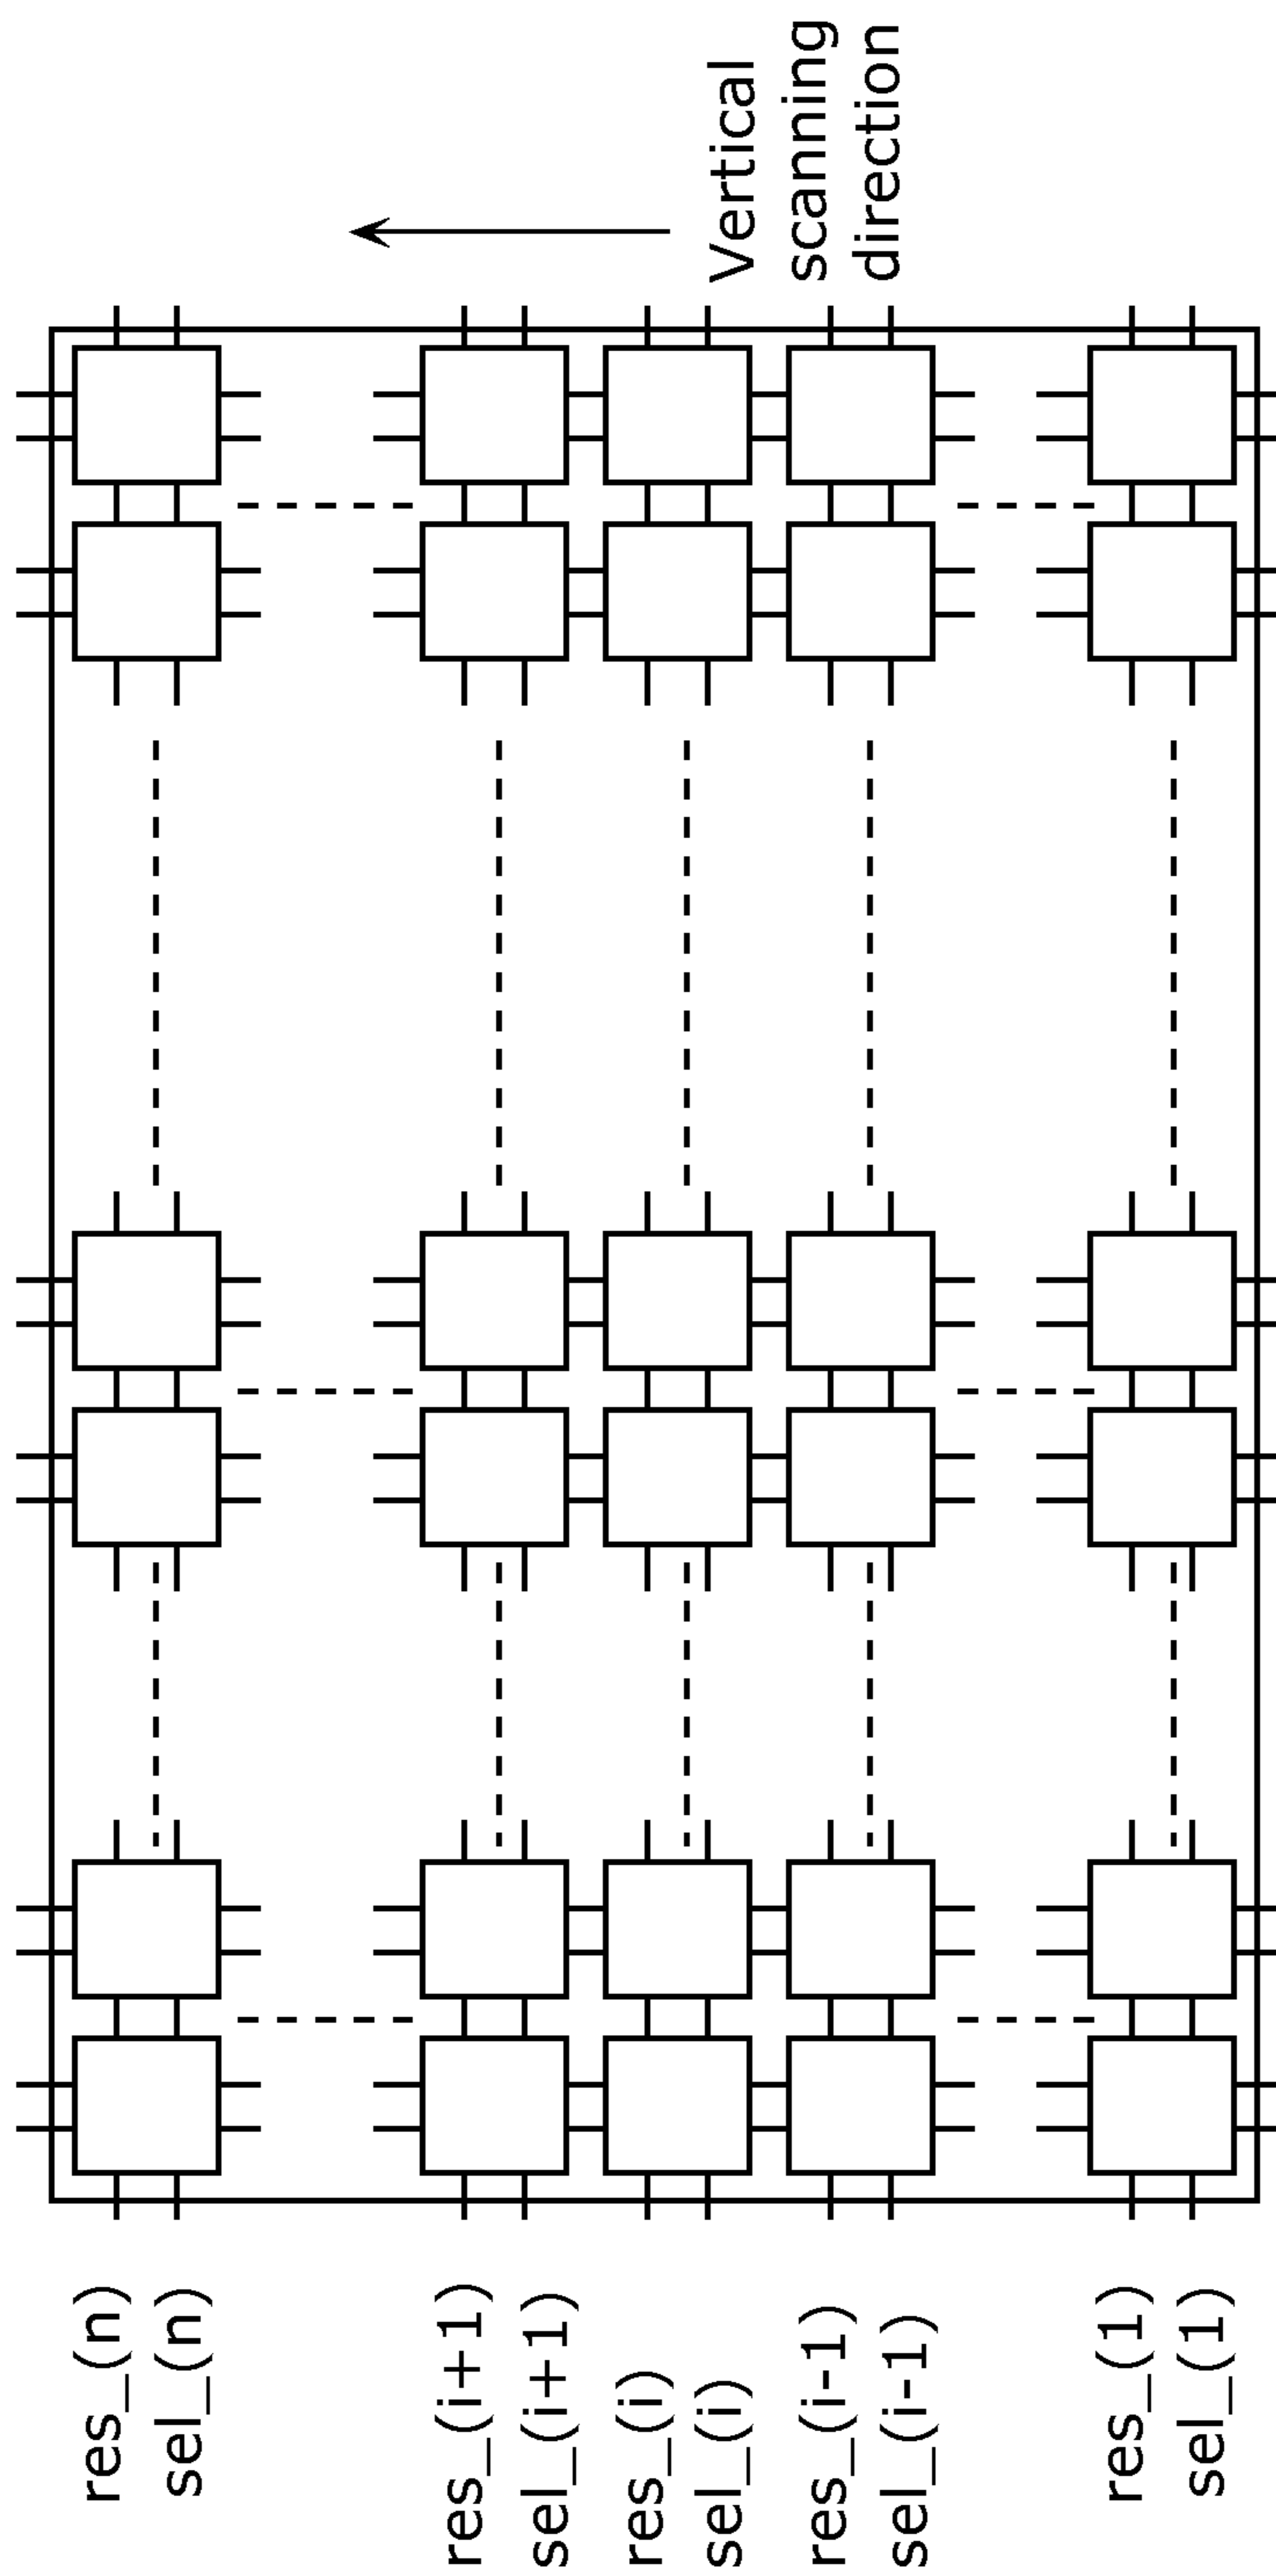 res_(n)
sel_(n)
res_(i+1)
sel_(i+1)
res_(i)
sel_(i)
res_(i-1)
sel_(i-1)
res_(1)
sel_(1)
Vertical
scanning
direction